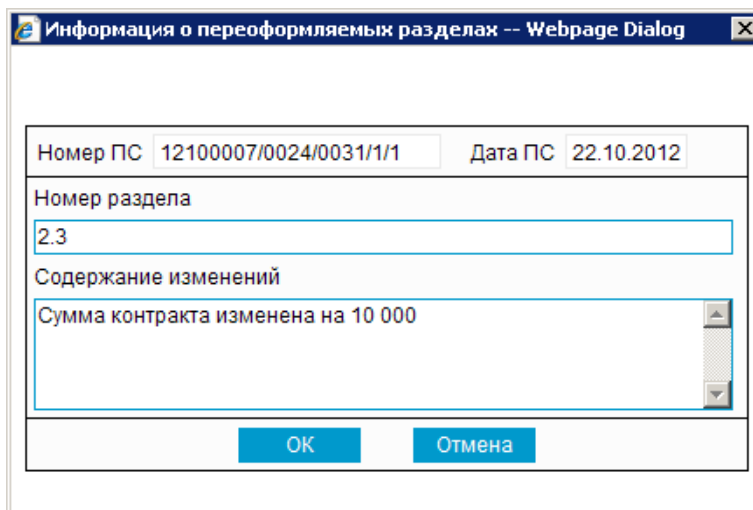 Информация о переоформляемых разделах -- Webpage Dialog
Номер ПС 12100007/0024/0031/1/1 Дата ПС 22.10.2012
Номер раздела
2.3
Содержание изменений
Сумма контракта изменена на 10 000
ОК Отмена